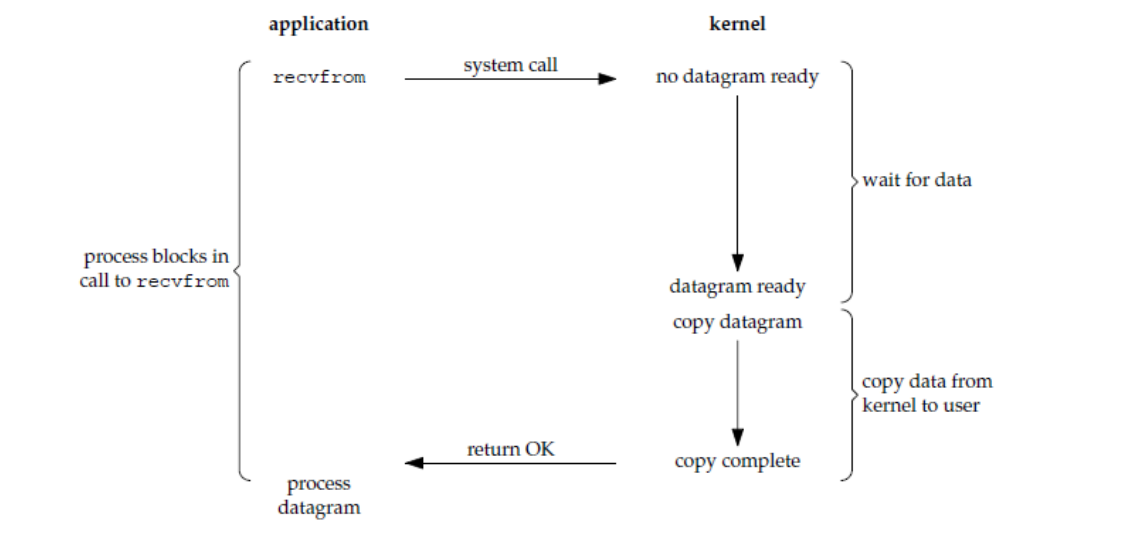 application
kernel
recvfrom
system call
no datagram ready
wait for data
process blocks in
call to recvfrom
datagram ready
copy datagram
copy data from
kernel to user
return OK
copy complete
process
datagram